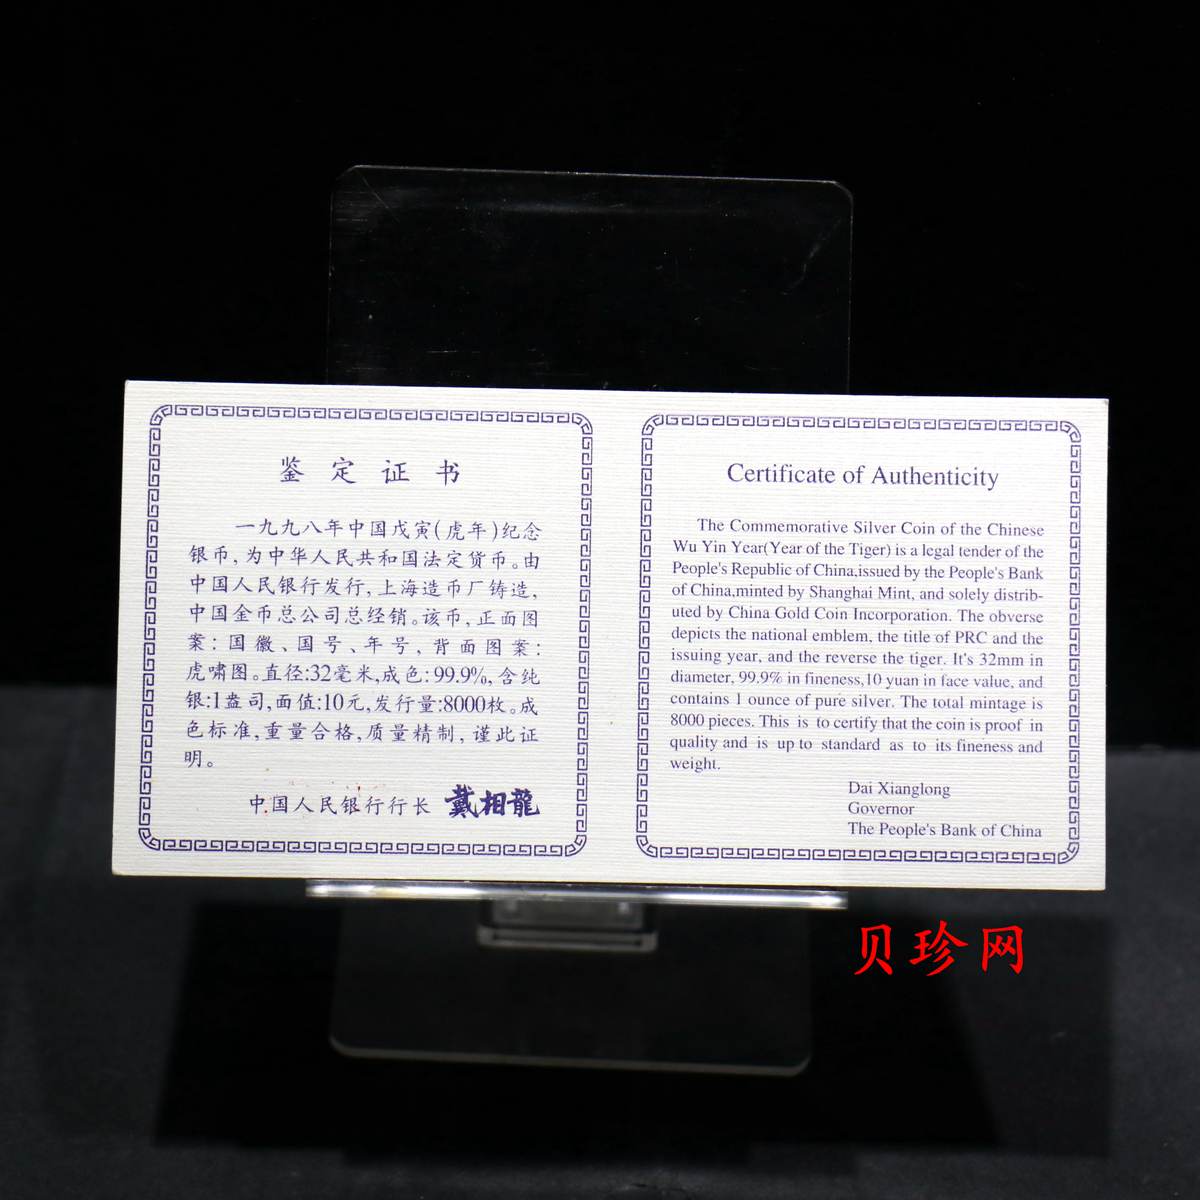 鉴定证书
一九九八年中国戊寅(虎年)纪念
银币,为中华人民共和国法定货币。由
中国人民银行发行,上海造币厂铸造,
中国金币总公司总经销。该币,正面图
案:国徽、国号、年号,背面图案:
虎啸图。直径:32毫米,成色:99.9%,含纯
银:1盎司,面值:10元,发行量:8000枚。成
色标准,重量合格,质量精制,谨此证
明。
中国人民银行行长 戴相龍
Certificate of Authenticity
The Commemorative Silver Coin of the Chinese
Wu Yin Year(Year of the Tiger) is a legal tender of the
People's Republic of China,issued by the People's Bank
of China,minted by Shanghai Mint, and solely distrib-
uted by China Gold Coin Incorporation. The obverse
depicts the national emblem, the title of PRC and the
issuing year, and the reverse the tiger. It's 32mm in
diameter, 99.9% in fineness,10 yuan in face value, and
contains 1 ounce of pure silver. The total mintage is
8000 pieces. This is to certify that the coin is proof in
quality and is up to standard as to its fineness and
weight.
Dai Xianglong
Governor
The People's Bank of China
贝珍网